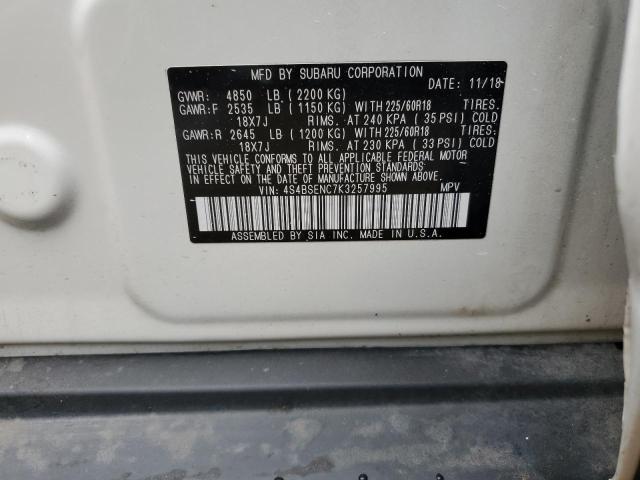 MFD BY SUBARU CORPORATION
DATE: 11/18
GVWR: 4850 LB (2200 KG)
GAWR:F 2535 LB (1150 KG) WITH 225/60R18 TIRES.
18X7J RIMS. AT 240 KPA (35 PSI) COLD
GAWR:R 2645 LB (1200 KG) WITH 225/60R18 TIRES.
18X7J RIMS. AT 230 KPA (33 PSI) COLD
THIS VEHICLE CONFORMS TO ALL APPLICABLE FEDERAL MOTOR
VEHICLE SAFETY AND THEFT PREVENTION STANDARDS IN
EFFECT ON THE DATE OF MANUFACTURE SHOWN ABOVE.
VIN: 4S4BSENC7K3257995 MPV
ASSEMBLED BY SIA INC. MADE IN U.S.A.